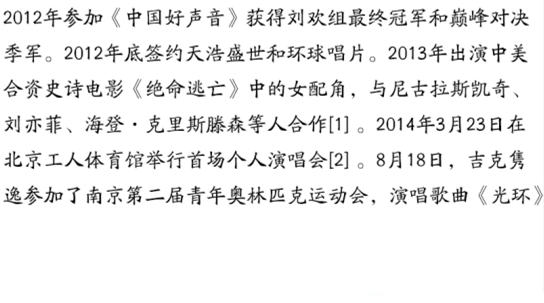 2012年参加《中国好声音》获得刘欢组最终冠军和巅峰对决
季军。2012年底签约天浩盛世和环球唱片。2013年出演中美
合资史诗电影《绝命逃亡》中的女配角，与尼古拉斯凯奇、
刘亦菲、海登·克里斯滕森等人合作[1] 。2014年3月23日在
北京工人体育馆举行首场个人演唱会[2] 。8月18日，吉克隽
逸参加了南京第二届青年奥林匹克运动会，演唱歌曲《光环》